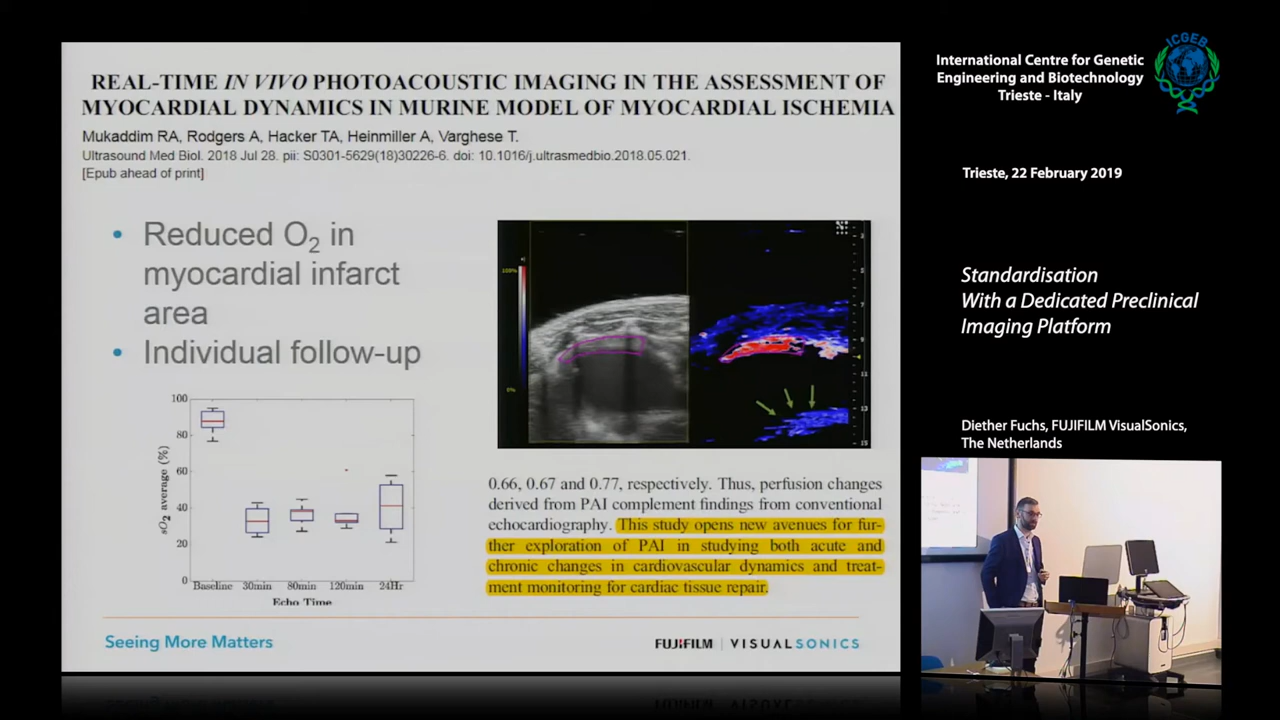 REAL-TIME IN VIVO PHOTOACOUSTIC IMAGING IN THE ASSESSMENT OF
MYOCARDIAL DYNAMICS IN MURINE MODEL OF MYOCARDIAL ISCHEMIA
Mukaddim RA, Rodgers A, Hacker TA, Heinmiller A, Varghese T.
Ultrasound Med Biol. 2018 Jul 28. pii: S0301-5629(18)30226-6. doi: 10.1016/j.ultrasmedbio.2018.05.021.
[Epub ahead of print]
• Reduced O2 in
myocardial infarct
area
• Individual follow-up
sO2 average (%)
100
80
60
40
20
0
Baseline 30min 80min 120min 24Hr
Echo Time
100%
0%
9
11
13
15
0.66, 0.67 and 0.77, respectively. Thus, perfusion changes
derived from PAI complement findings from conventional
echocardiography. This study opens new avenues for fur-
ther exploration of PAI in studying both acute and
chronic changes in cardiovascular dynamics and treat-
ment monitoring for cardiac tissue repair.
Seeing More Matters
FUJIFILM | VISUALSONICS
International Centre for Genetic
Engineering and Biotechnology
Trieste - Italy
ICGEB
Trieste, 22 February 2019
Standardisation
With a Dedicated Preclinical
Imaging Platform
Diether Fuchs, FUJIFILM VisualSonics,
The Netherlands